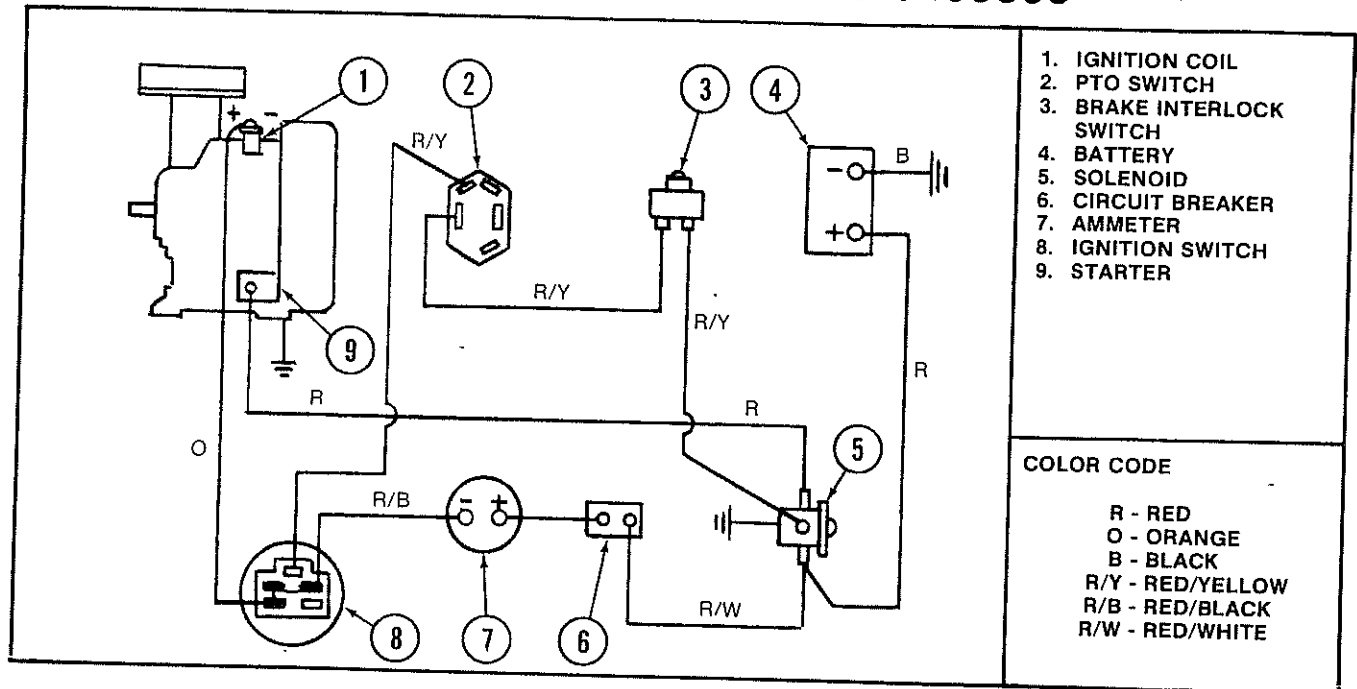 1. IGNITION COIL
2. PTO SWITCH
3. BRAKE INTERLOCK
SWITCH
4. BATTERY
5. SOLENOID
6. CIRCUIT BREAKER
7. AMMETER
8. IGNITION SWITCH
9. STARTER
COLOR CODE
R - RED
O - ORANGE
B - BLACK
R/Y - RED/YELLOW
R/B - RED/BLACK
R/W - RED/WHITE
1
2
3
4
+ -
R/Y
B
-
+
R/Y
R/Y
9
R
R
R
O
5
R/B
- +
R/W
8
7
6